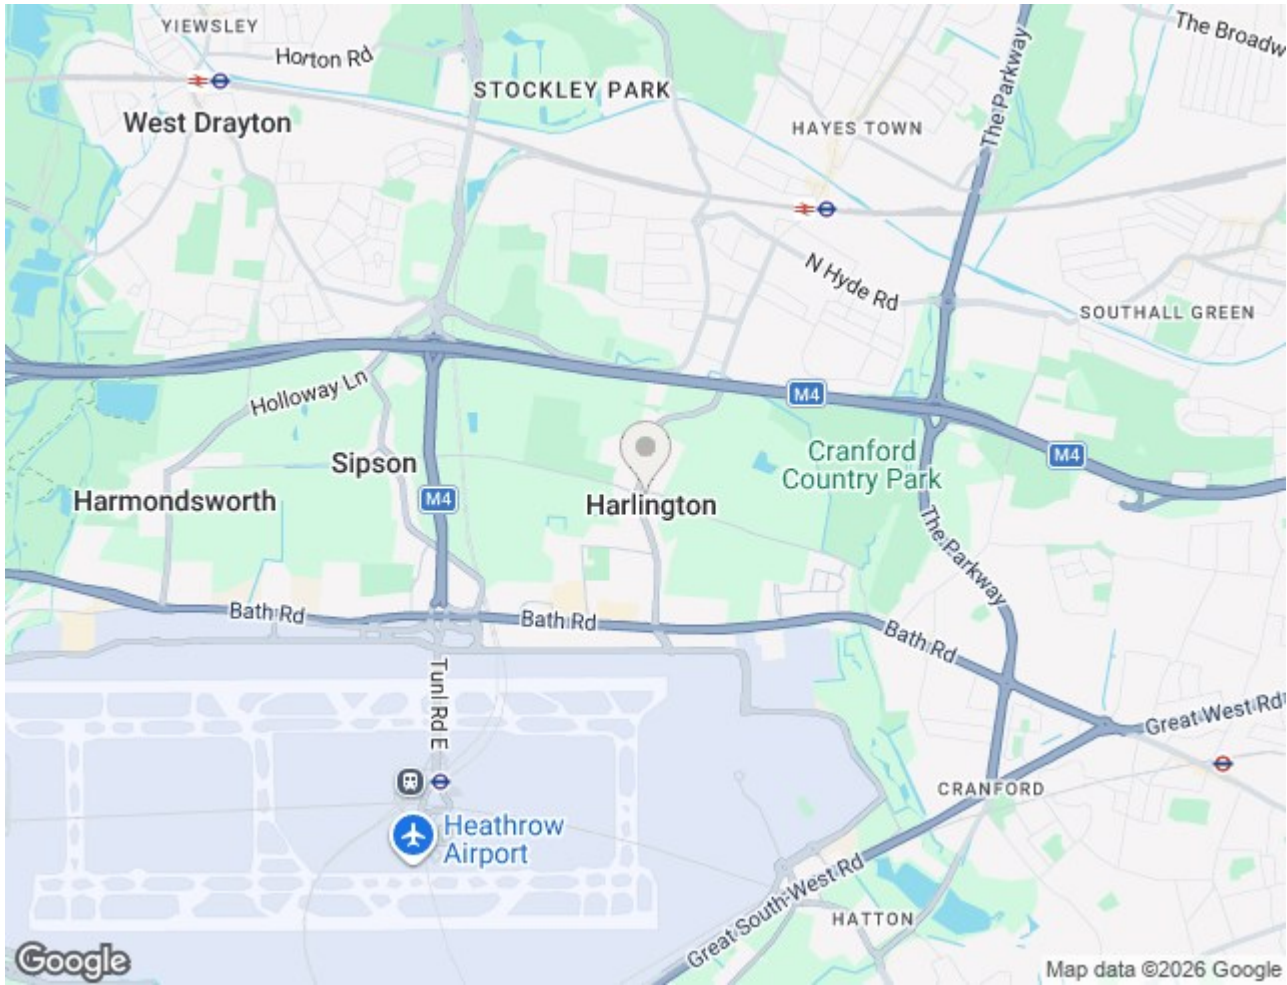 YIEWSLEY
Horton Rd
The Broadw
STOCKLEY PARK
The Parkway
West Drayton
HAYES TOWN
N Hyde Rd
SOUTHALL GREEN
Holloway Ln
M4
Cranford
Country Park
M4
Sipson
Harmondsworth
M4
Harlington
The Parkway
Bath Rd
Bath Rd
Bath Rd
Tunl Rd E
Great West Rd
CRANFORD
Heathrow
Airport
Great South-West Rd
HATTON
Google
Map data ©2026 Google